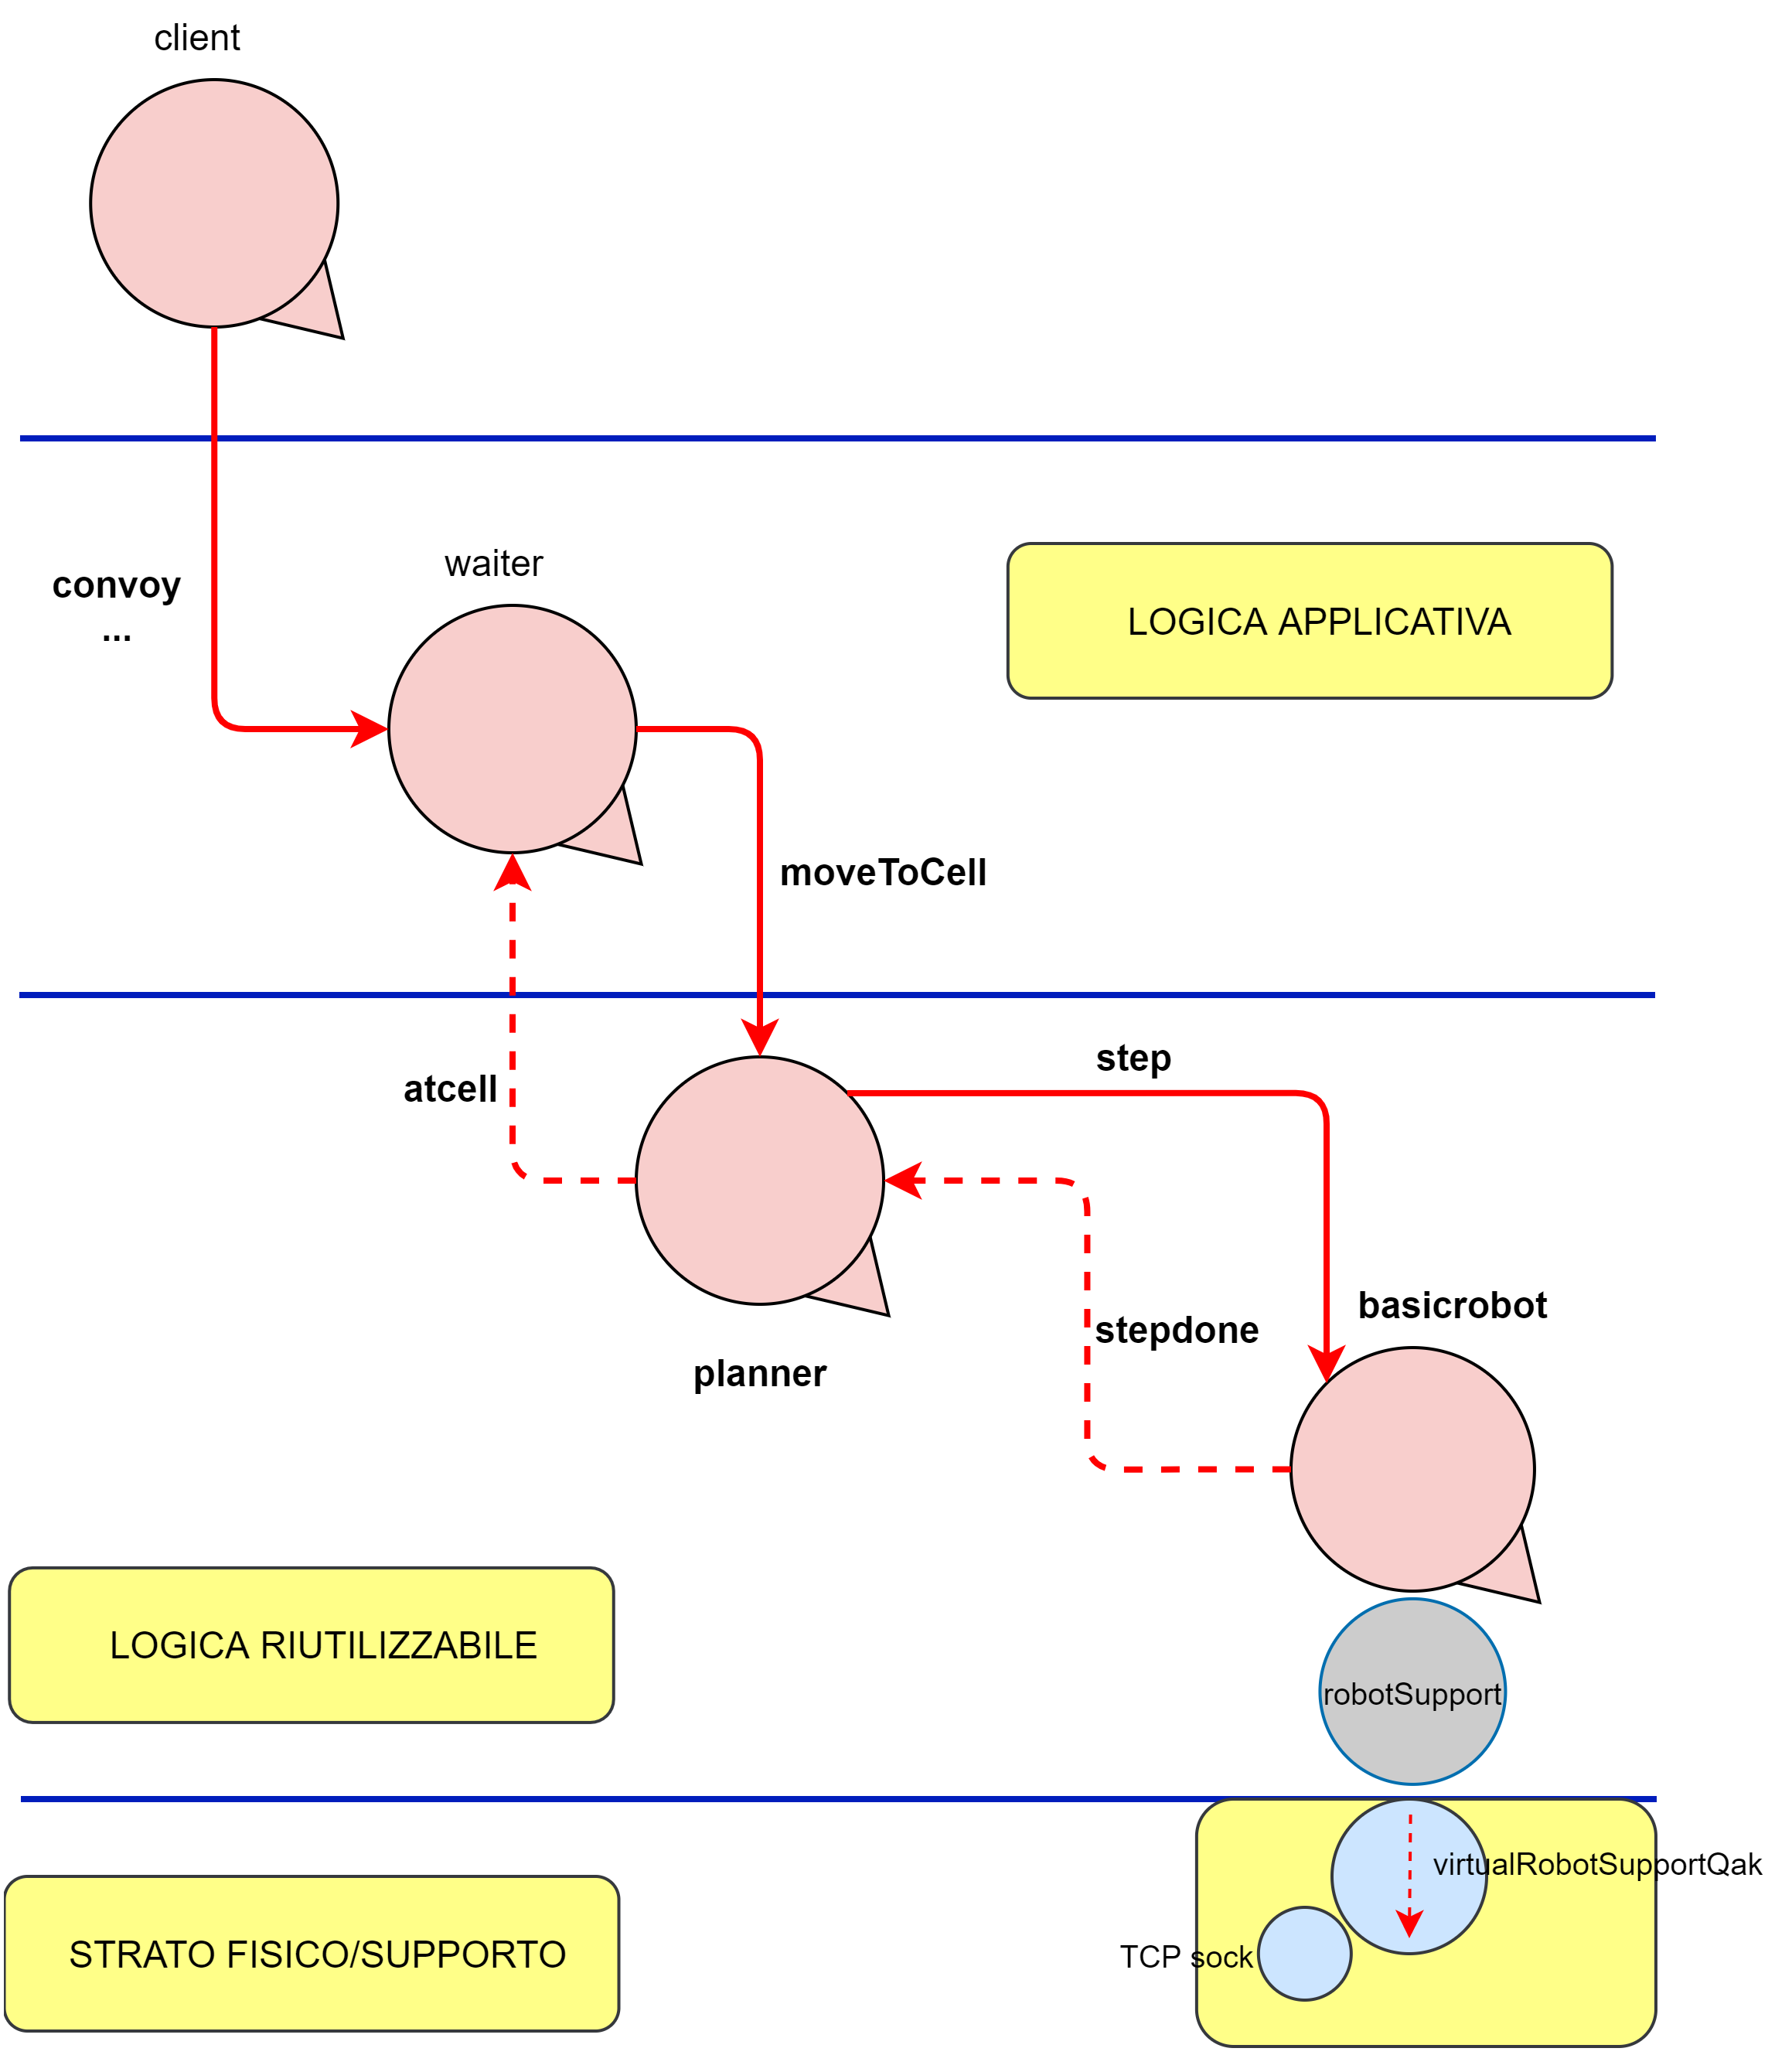 client
convoy
...
waiter
LOGICA APPLICATIVA
moveToCell
atcell
step
stepdone
basicrobot
planner
LOGICA RIUTILIZZABILE
robotSupport
virtualRobotSupportQak
TCP sock
STRATO FISICO/SUPPORTO